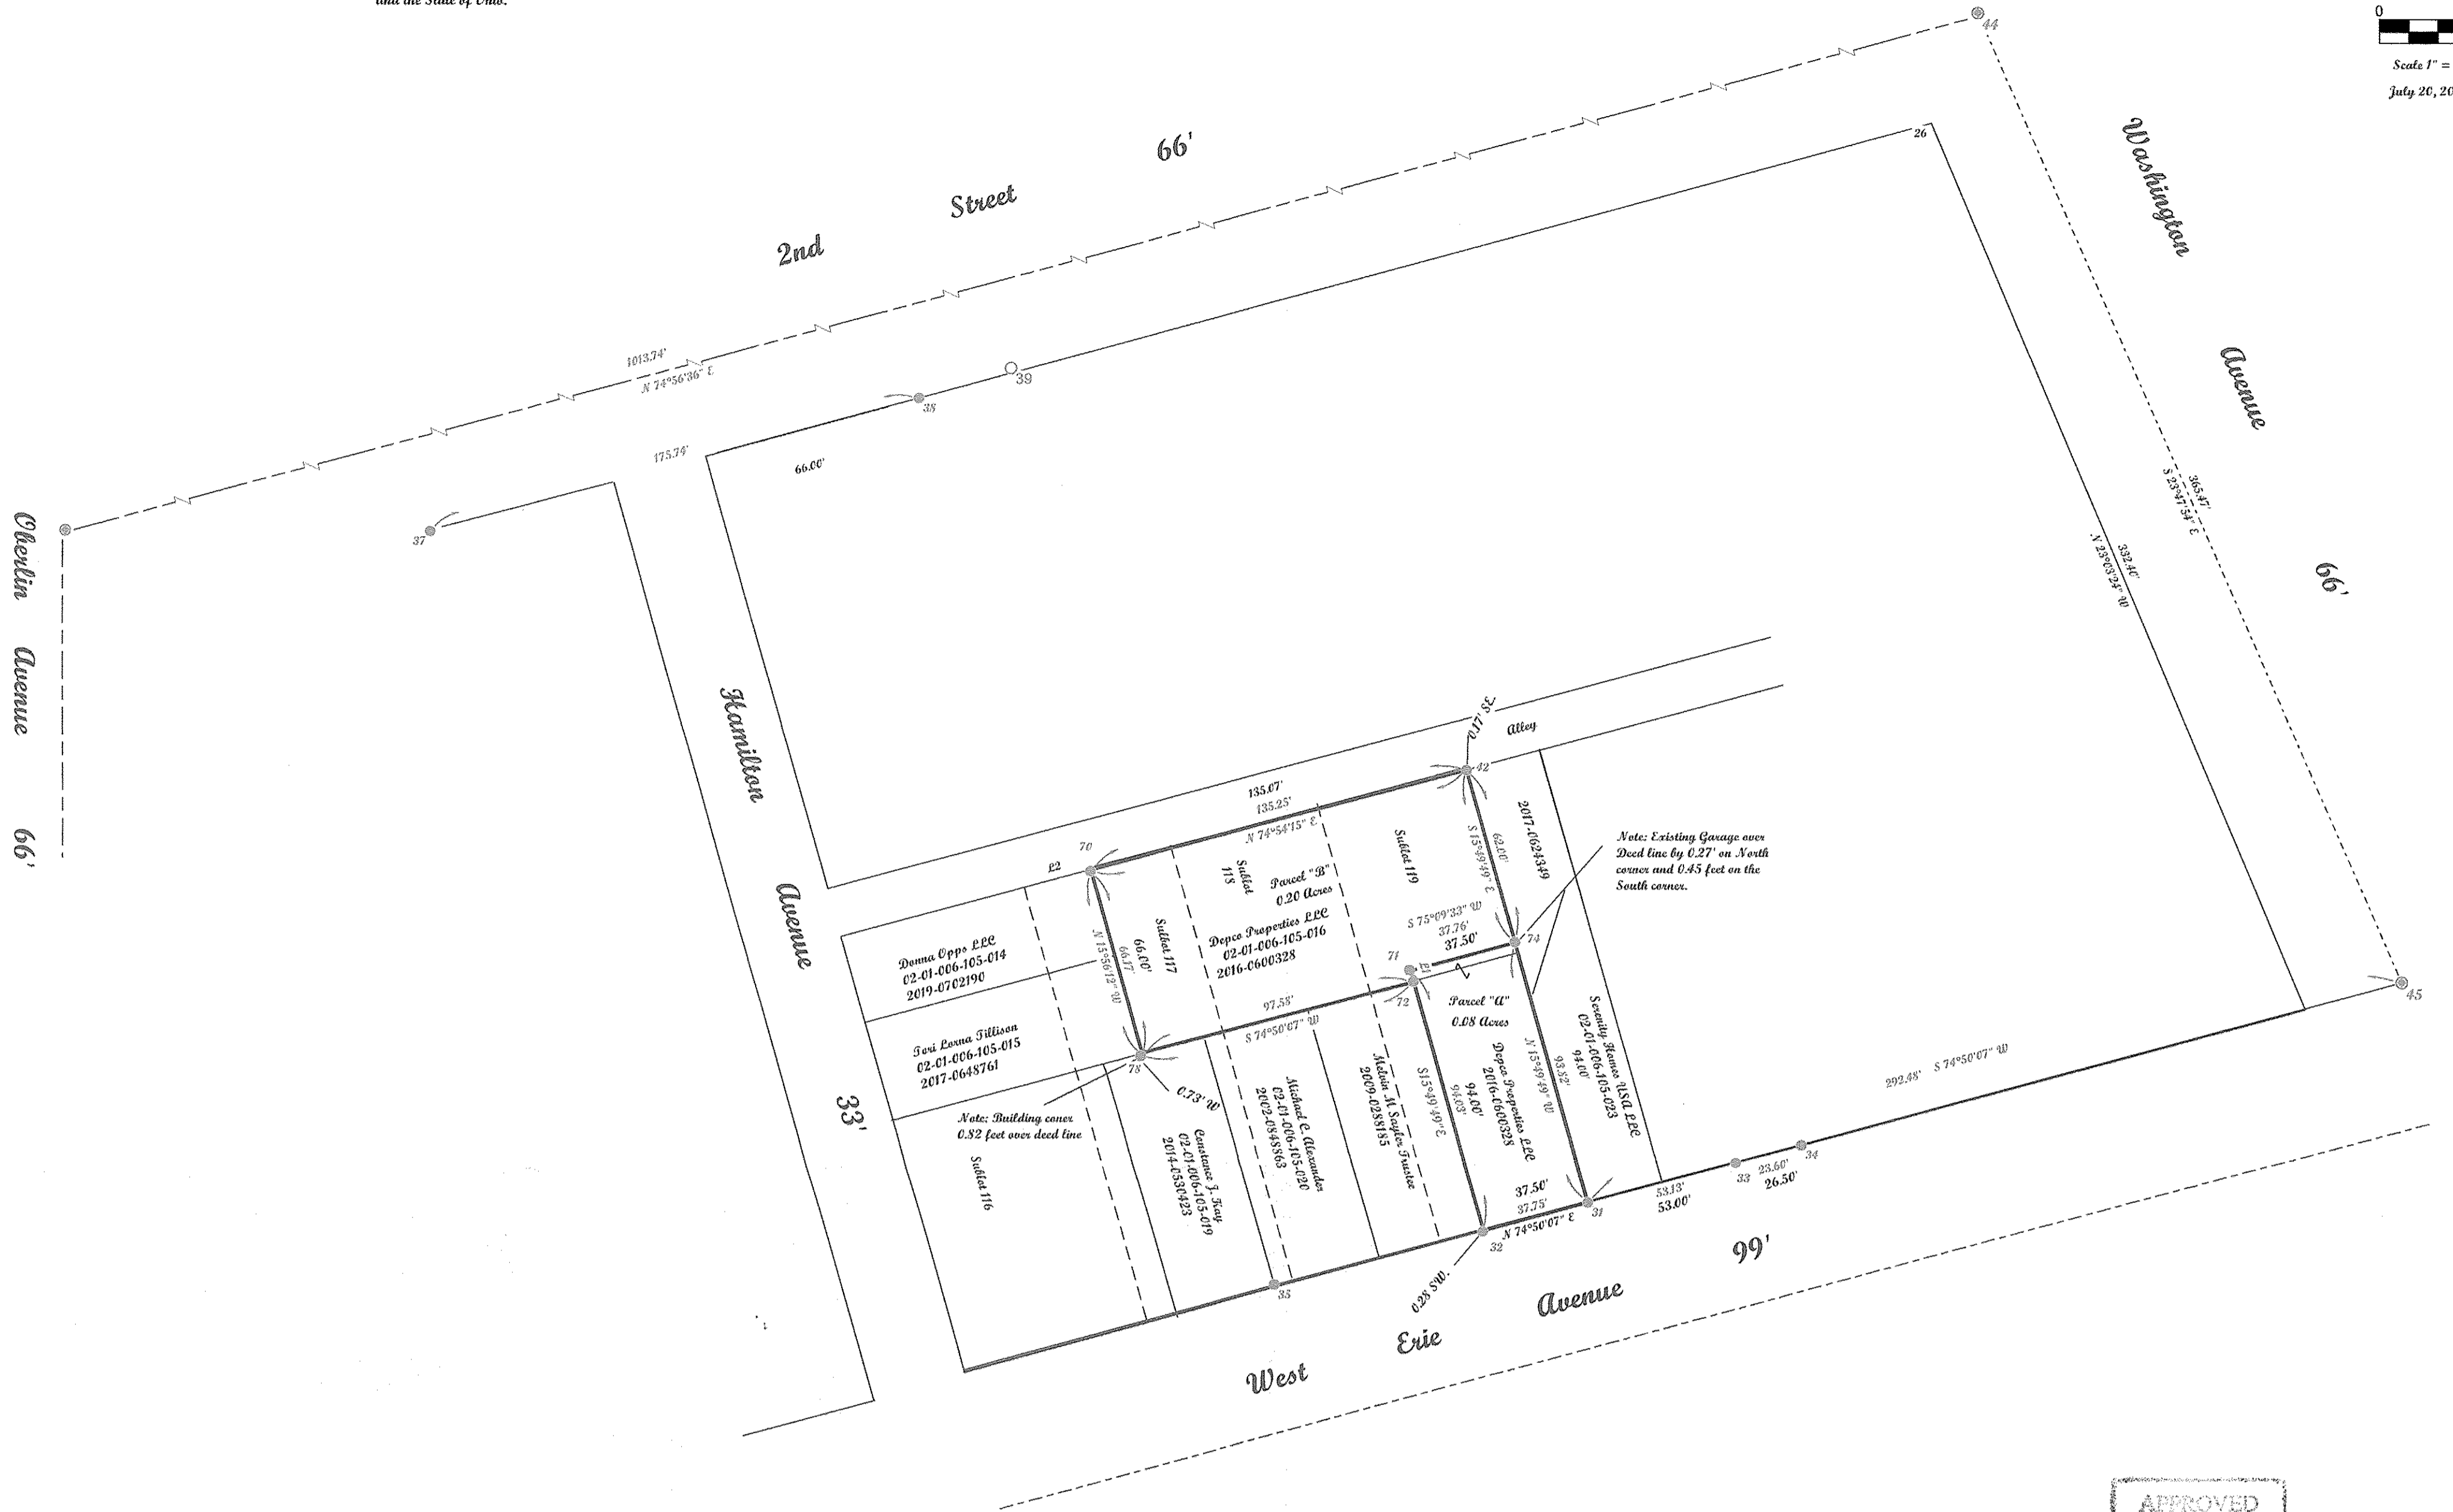 and the State of Ohio.
44
0
Scale 1" =
July 20, 20
26
Washington
Avenue
66'
66'
Street
2nd
1013.74'
N 74°56'36" E
39
38
175.74'
66.00'
37
Oberlin Avenue 66'
365.47'
S 23°47'54" E
332.40'
N 23°03'24" W
Hamilton
Avenue
33'
0.17' SE.
Alley
42
135.07'
135.25'
N 74°54'15" E
70
L2
Sublot 119
62.00'
S 15°49'49" E
2017-0624349
Note: Existing Garage over
Deed line by 0.27' on North
corner and 0.45 feet on the
South corner.
Sublot
118
Parcel "B"
0.20 Acres
Sulbot 117
66.00'
66.17'
N 15°56'12" W
Depco Properties LLC
02-01-006-105-016
2016-0600328
S 75°09'33" W
37.76'
37.50'
74
71
L1
72
Donna Opps LLC
02-01-006-105-014
2019-0702190
Tori Lorna Tillison
02-01-006-105-015
2017-0648761
97.58'
S 74°50'07" W
78
0.73' W
Note: Building coner
0.82 feet over deed line
Parcel "A"
0.08 Acres
Sublot 116
Constance J. Kay
02-01-006-105-019
2014-0530423
Michael C. Alexander
02-01-006-105-020
2002-0848863
Melvin M. Sayler Trustee
2009-0288185
S15°49'49"E
94.03'
94.00'
Depco Properties LLC
2016-0600328
N 15°49'49" W
93.82'
94.00'
Serenity Homes USA LLC
02-01-006-105-023
45
292.48' S 74°50'07" W
34
33
23.60'
26.50'
53.13'
53.00'
37.50'
37.75'
N 74°50'07" E
31
32
0.28 SW.
35
99'
West Erie Avenue
APPROVED